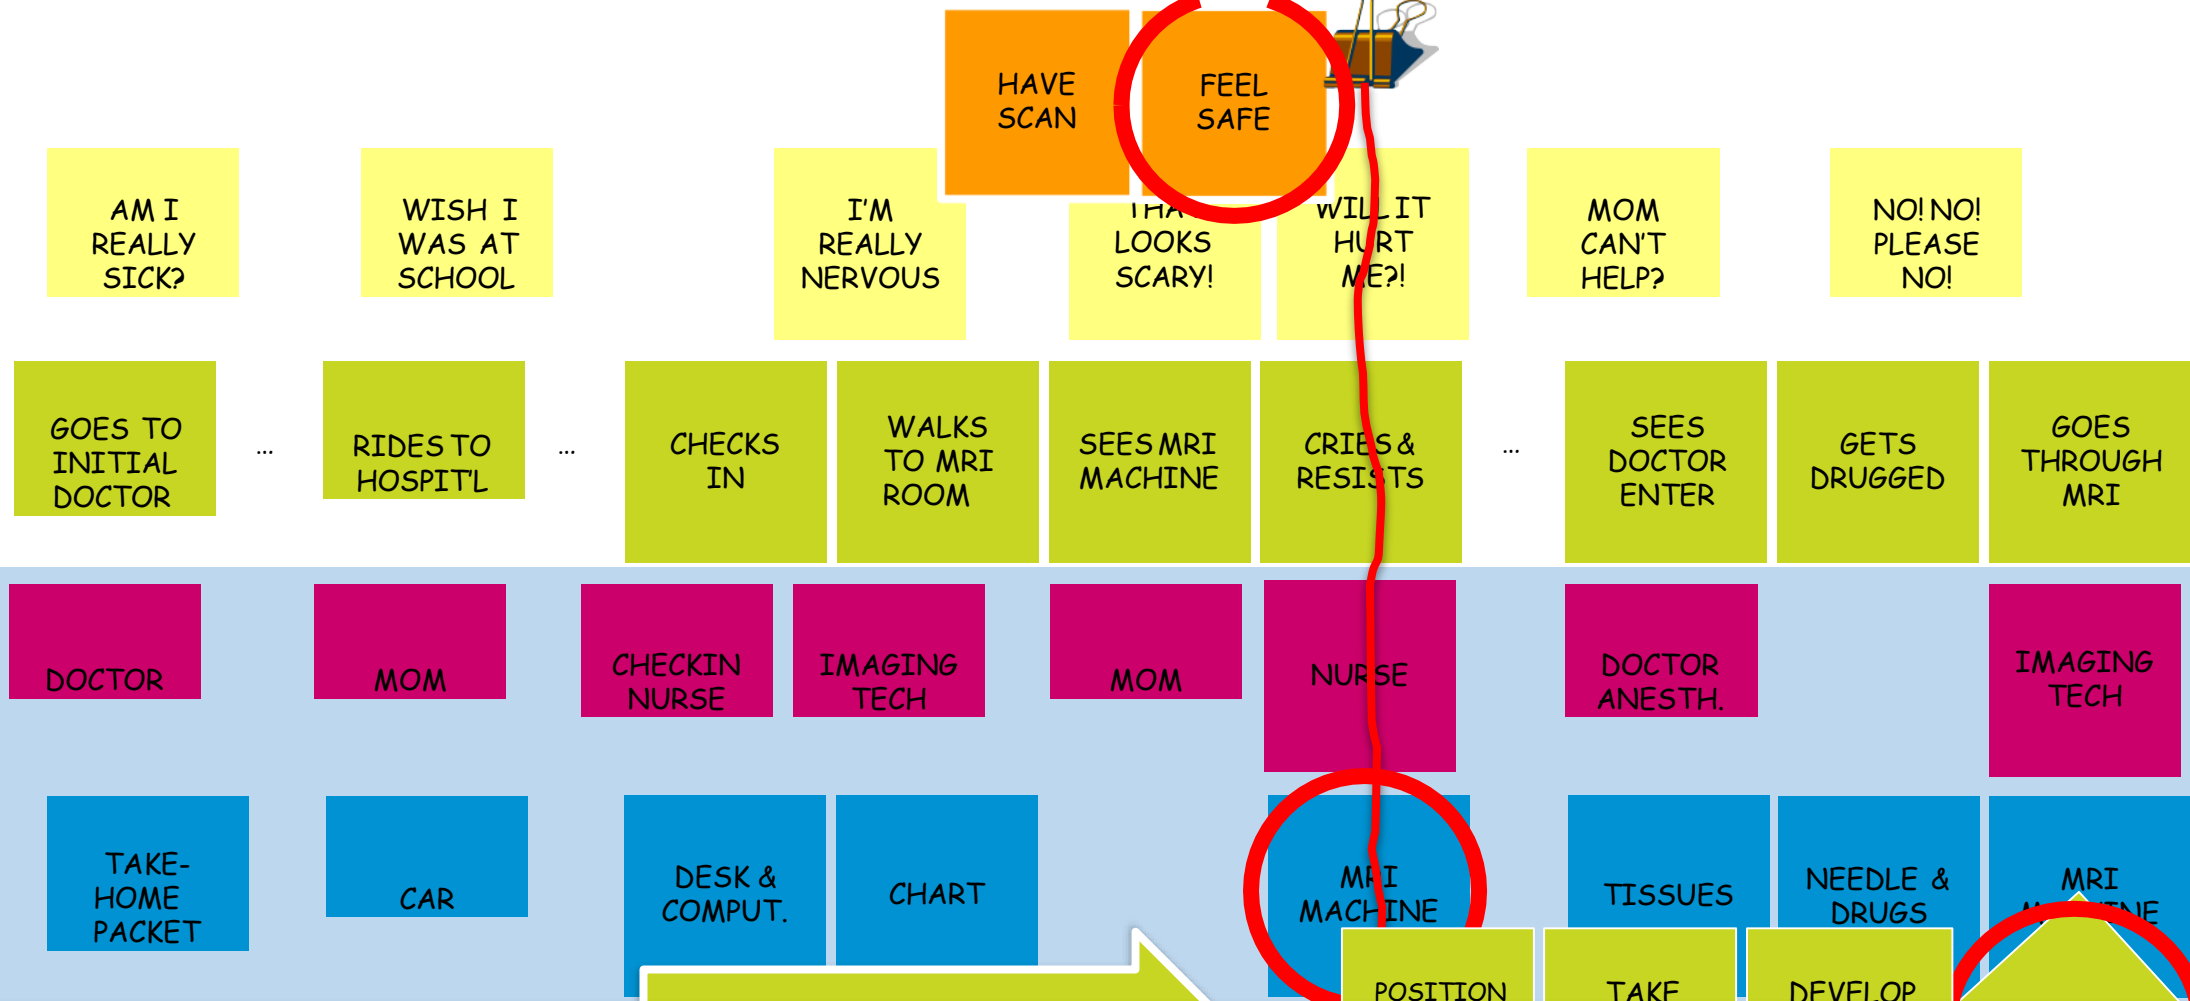 HAVE
SCAN
FEEL
SAFE
AM I
REALLY
SICK?
WISH I
WAS AT
SCHOOL
I'M
REALLY
NERVOUS
LOOKS
SCARY!
WILL IT
HURT
ME?!
MOM
CAN'T
HELP?
NO! NO!
PLEASE
NO!
GOES TO
INITIAL
DOCTOR
...
RIDES TO
HOSPIT'L
...
CHECKS
IN
WALKS
TO MRI
ROOM
SEES MRI
MACHINE
CRIES &
RESISTS
...
SEES
DOCTOR
ENTER
GETS
DRUGGED
GOES
THROUGH
MRI
DOCTOR
MOM
CHECKIN
NURSE
IMAGING
TECH
MOM
NURSE
DOCTOR
ANESTH.
IMAGING
TECH
TAKE-
HOME
PACKET
CAR
DESK &
COMPUT.
CHART
MRI
MACHINE
TISSUES
NEEDLE &
DRUGS
MRI
MACHINE
POSITION
TAKE
DEVELOP